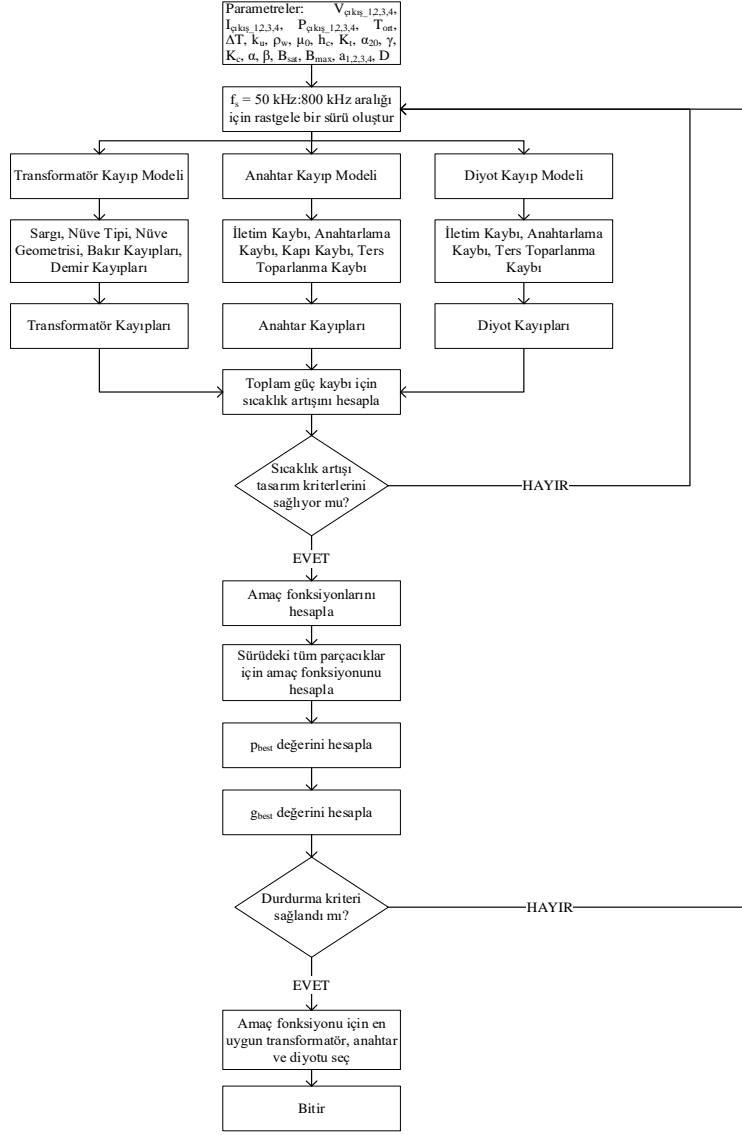 Parametreler: V_çıkış_1,2,3,4,
I_çıkış_1,2,3,4, P_çıkış_1,2,3,4, T_ort,
ΔT, k_u, ρ_w, μ_0, h_c, K_t, α_20, γ,
K_c, α, β, B_sat, B_max, a_1,2,3,4, D
f_s = 50 kHz:800 kHz aralığı
için rastgele bir sürü oluştur
Transformatör Kayıp Modeli
Anahtar Kayıp Modeli
Diyot Kayıp Modeli
Sargı, Nüve Tipi, Nüve
Geometrisi, Bakır Kayıpları,
Demir Kayıpları
İletim Kaybı, Anahtarlama
Kaybı, Kapı Kaybı, Ters
Toparlanma Kaybı
İletim Kaybı, Anahtarlama
Kaybı, Ters Toparlanma
Kaybı
Transformatör Kayıpları
Anahtar Kayıpları
Diyot Kayıpları
Toplam güç kaybı için
sıcaklık artışını hesapla
Sıcaklık artışı
tasarım kriterlerini
sağlıyor mu?
HAYIR
EVET
Amaç fonksiyonlarını
hesapla
Sürüdeki tüm parçacıklar
için amaç fonksiyonunu
hesapla
p_best değerini hesapla
g_best değerini hesapla
Durdurma kriteri
sağlandı mı?
HAYIR
EVET
Amaç fonksiyonu için en
uygun transformatör, anahtar
ve diyotu seç
Bitir